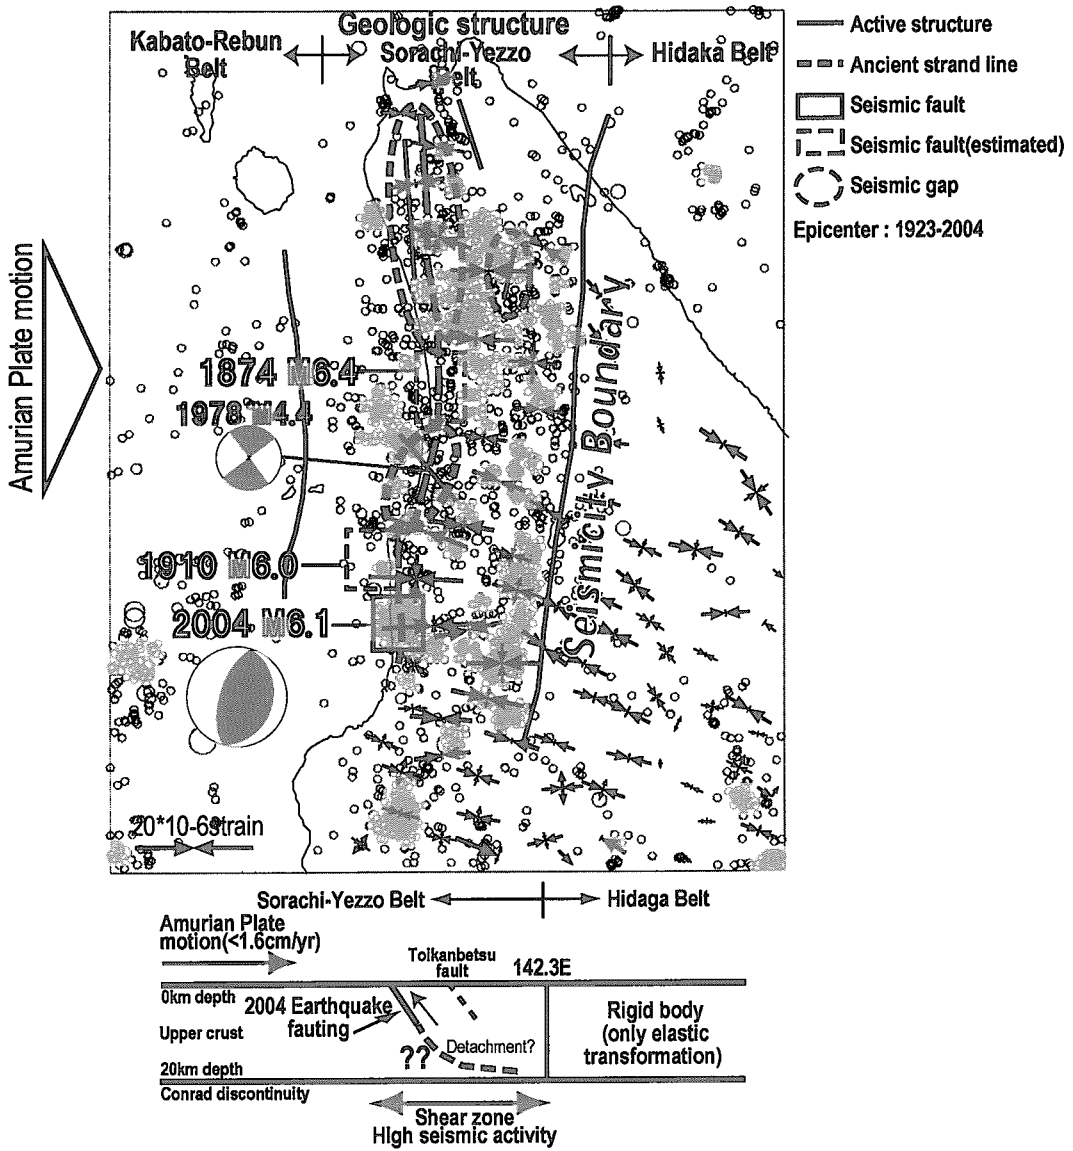 Geologic structure
Kabato-Rebun
Belt
Sorachi-Yezzo
Belt
Hidaka Belt
Active structure
Ancient strand line
Seismic fault
Seismic fault(estimated)
Seismic gap
Epicenter : 1923-2004
Amurian Plate motion
1874 M6.4
1978 M4.4
1910 M6.0
2004 M6.1
Seismicity Boundary
20*10-6strain
Sorachi-Yezzo Belt
Hidaga Belt
Amurian Plate
motion(<1.6cm/yr)
Toikanbetsu
fault
142.3E
0km depth
2004 Earthquake
fauting
Upper crust
Rigid body
(only elastic
transformation)
??
Detachment?
20km depth
Conrad discontinuity
Shear zone
High seismic activity